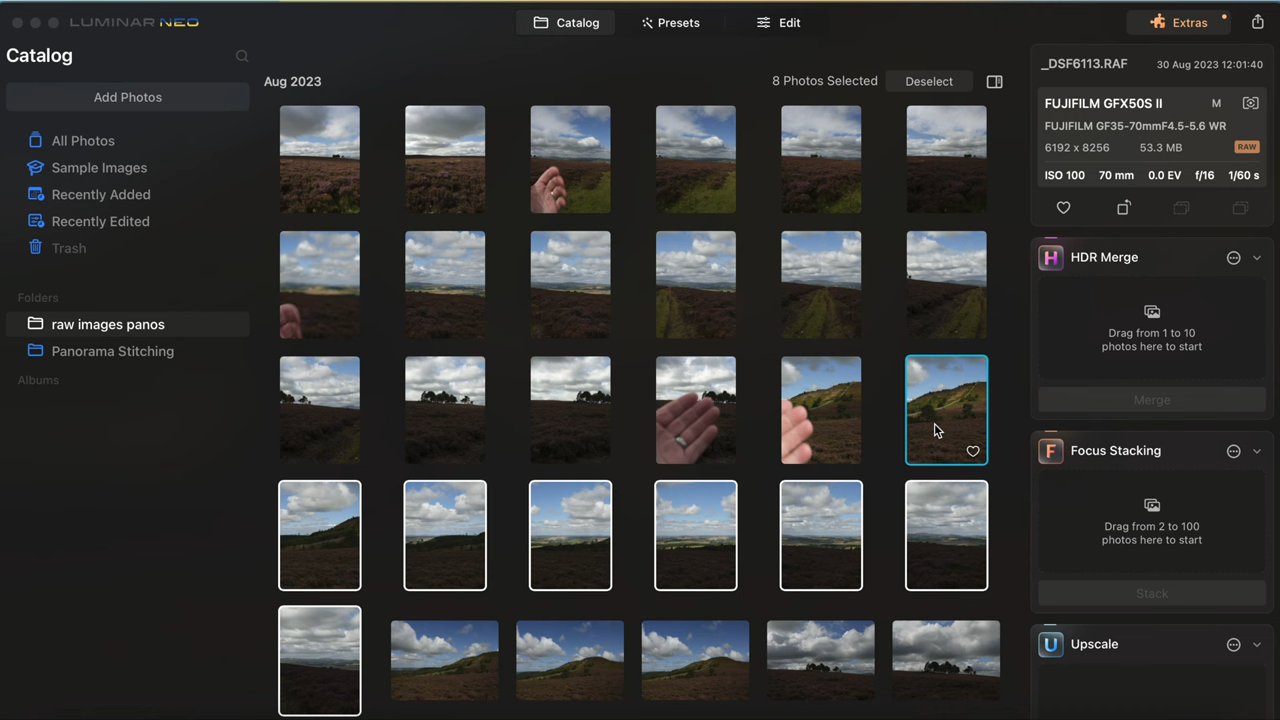 LUMINAR NEO
Catalog
Presets
Edit
Extras
Catalog
Add Photos
All Photos
Sample Images
Recently Added
Recently Edited
Trash
Folders
raw images panos
Panorama Stitching
Albums
Aug 2023
8 Photos Selected
Deselect
_DSF6113.RAF
30 Aug 2023 12:01:40
FUJIFILM GFX50S II
M
FUJIFILM GF35-70mmF4.5-5.6 WR
6192 x 8256
53.3 MB
RAW
ISO 100
70 mm
0.0 EV
f/16
1/60 s
H
HDR Merge
Drag from 1 to 10
photos here to start
Merge
F
Focus Stacking
Drag from 2 to 100
photos here to start
Stack
U
Upscale